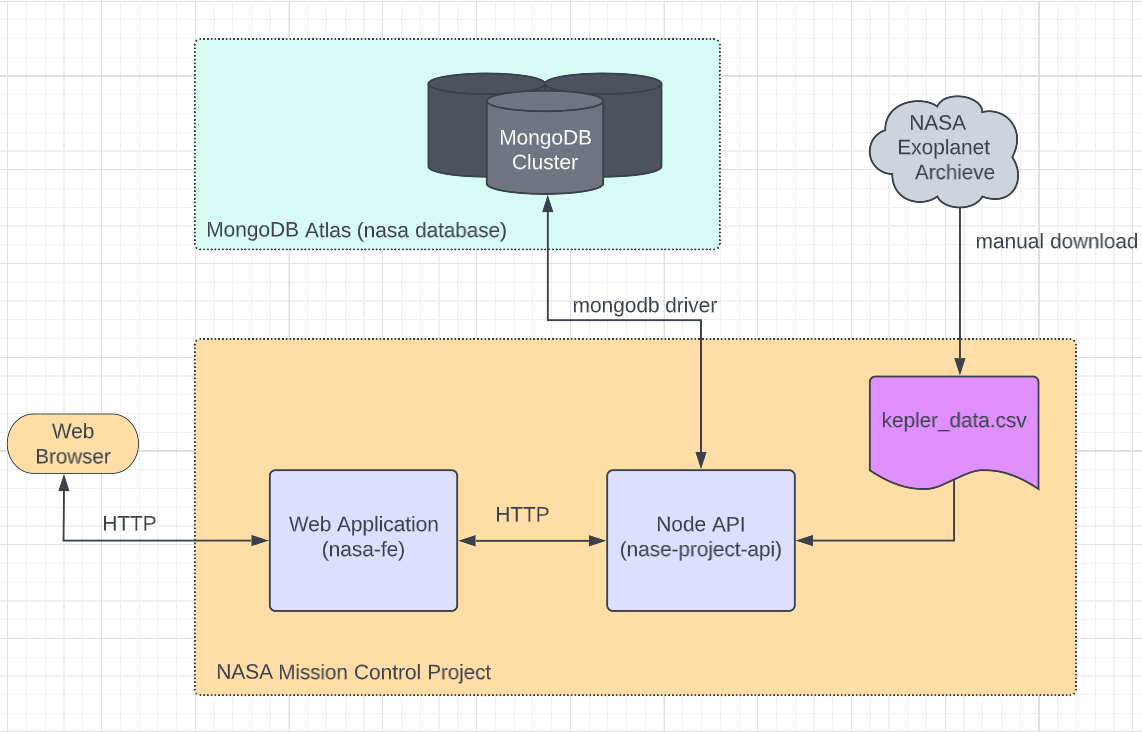 MongoDB
Cluster
MongoDB Atlas (nasa database)
NASA
Exoplanet
Archieve
manual download
mongodb driver
kepler_data.csv
Web
Browser
HTTP
Web Application
(nasa-fe)
HTTP
Node API
(nase-project-api)
NASA Mission Control Project